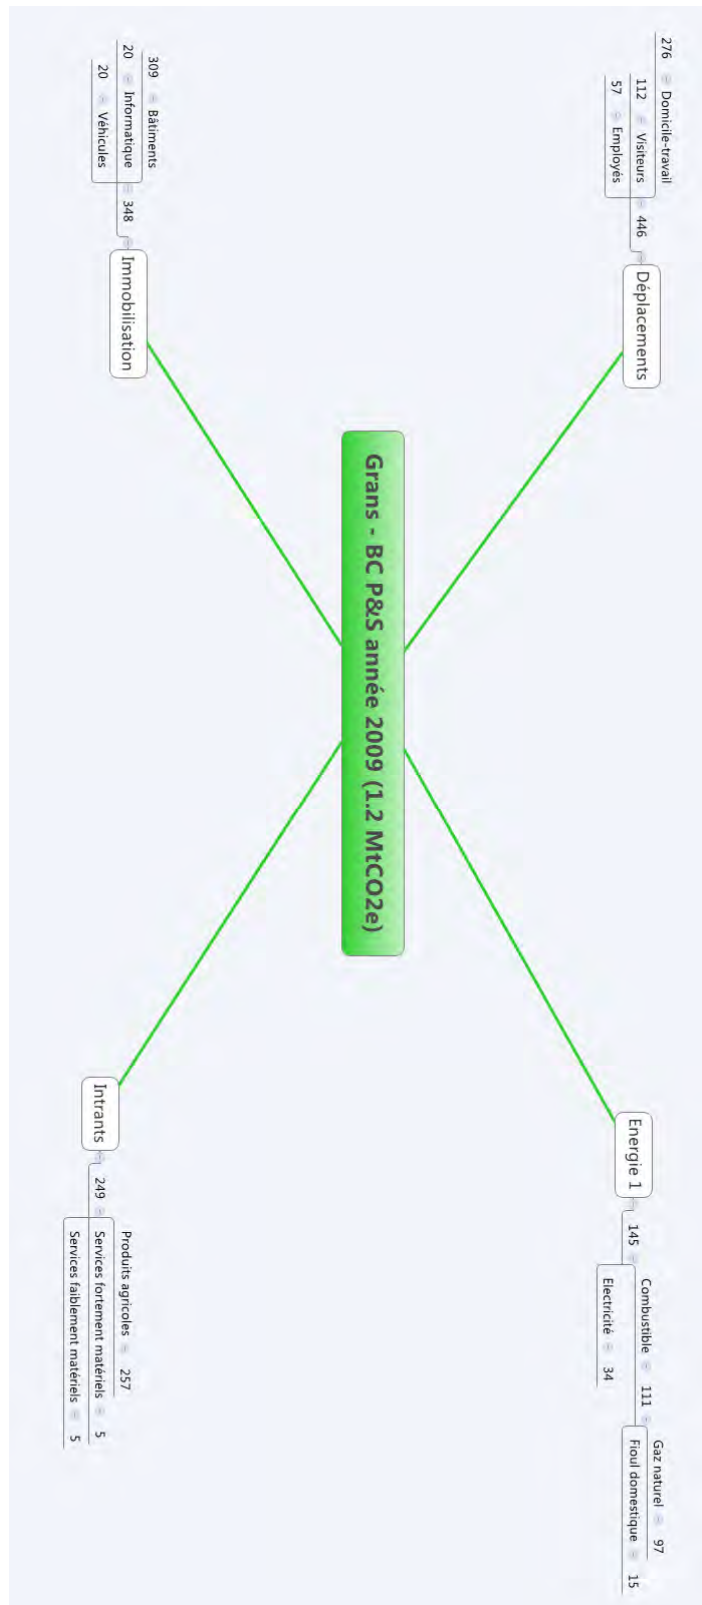 Grans - BC P&S année 2009 (1.2 MtCO2e)
Déplacements
446
276 Domicile-travail
112 Visiteurs
57 Employés
Immobilisation
348
309 Bâtiments
20 Informatique
20 Véhicules
Energie 1
145
Combustible 111
Gaz naturel 97
Fioul domestique 15
Electricité 34
Intrants
249
Produits agricoles 257
Services fortement matériels 5
Services faiblement matériels 5